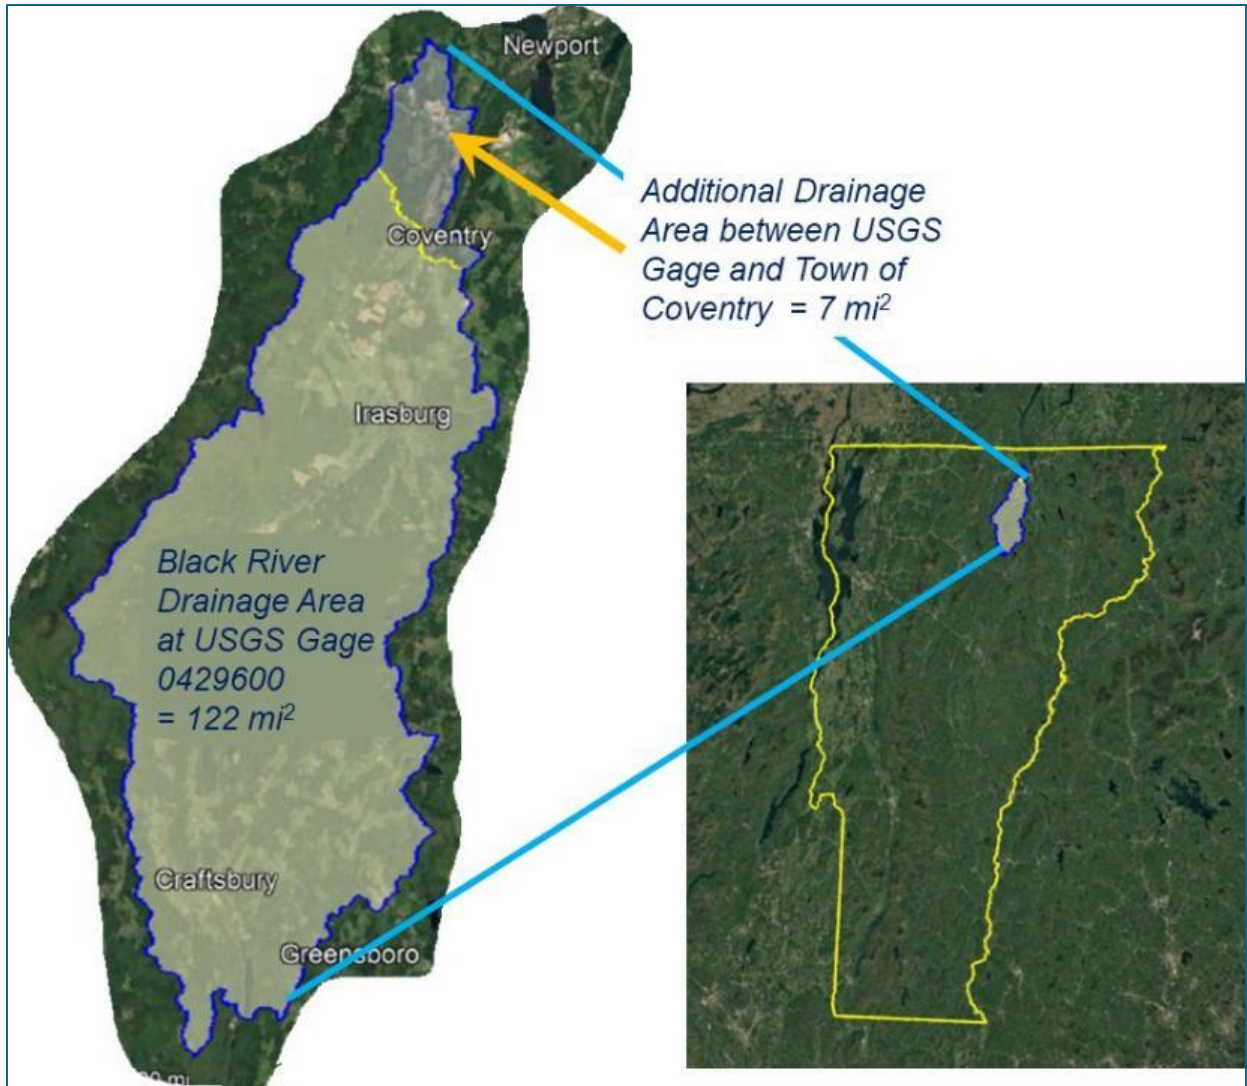 Newport
Additional Drainage
Area between USGS
Gage and Town of
Coventry = 7 mi²
Coventry
Irasburg
Black River
Drainage Area
at USGS Gage
0429600
= 122 mi²
Craftsbury
Greensboro
mi